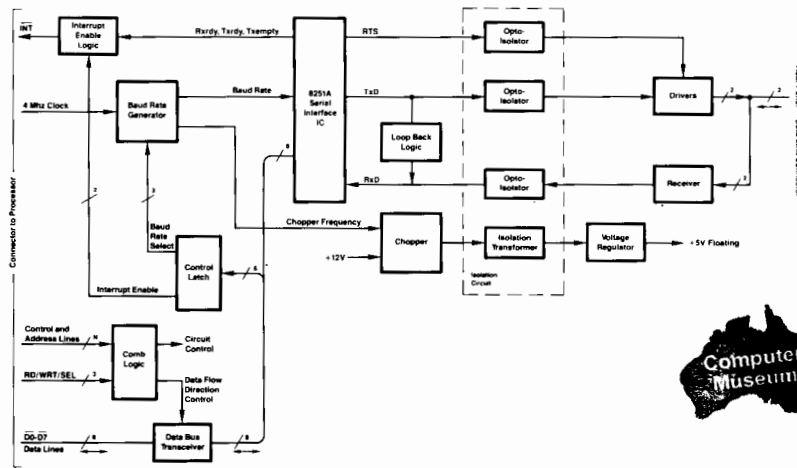 INT
Interrupt
Enable
Logic
Rxrdy, Txrdy, Txempty
RTS
Opto-
Isolator
4 Mhz Clock
Baud Rate
Generator
Baud Rate
8251A
Serial
Interface
IC
TxD
Opto-
Isolator
Drivers
2
2
8
Loop Back
Logic
RxD
Opto-
Isolator
Receiver
2
2
3
Baud
Rate
Select
Chopper Frequency
Chopper
Isolation
Transformer
Voltage
Regulator
+5V Floating
+12V
Isolation
Circuit
Control
Latch
6
Interrupt Enable
Connector to Processor
Control and
Address Lines
N
Comb
Logic
Circuit
Control
RD/WRT/SEL
3
Data Flow
Direction
Control
D0-D7
Data Lines
8
Data Bus
Transceiver
8
Computer
Museum